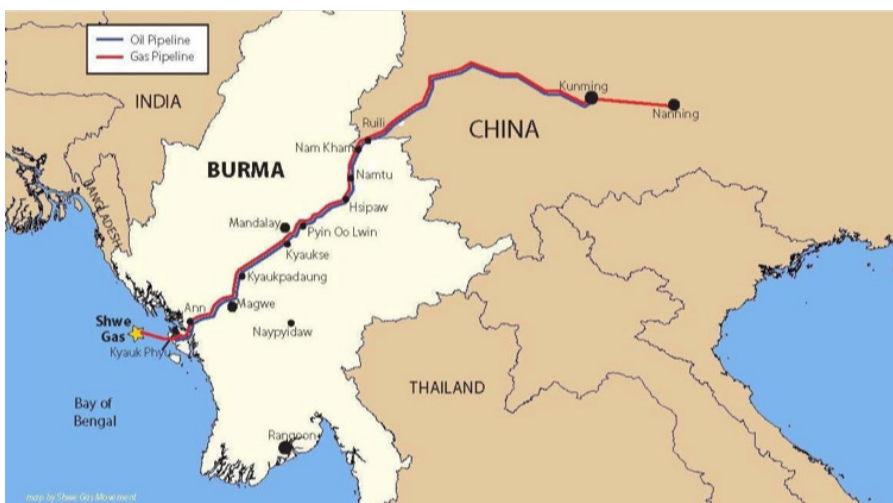 Oil Pipeline
Gas Pipeline
INDIA
CHINA
Kunming
Nanning
Ruili
Nam Kham
BURMA
Namtu
BANGLADESH
Hsipaw
Mandalay
Pyin Oo Lwin
Kyaukse
Kyaukpadaung
Ann
Magwe
Shwe
Gas
Naypyidaw
Kyauk Phyu
THAILAND
Bay of
Bengal
Rangoon
map by Shwe Gas Movement